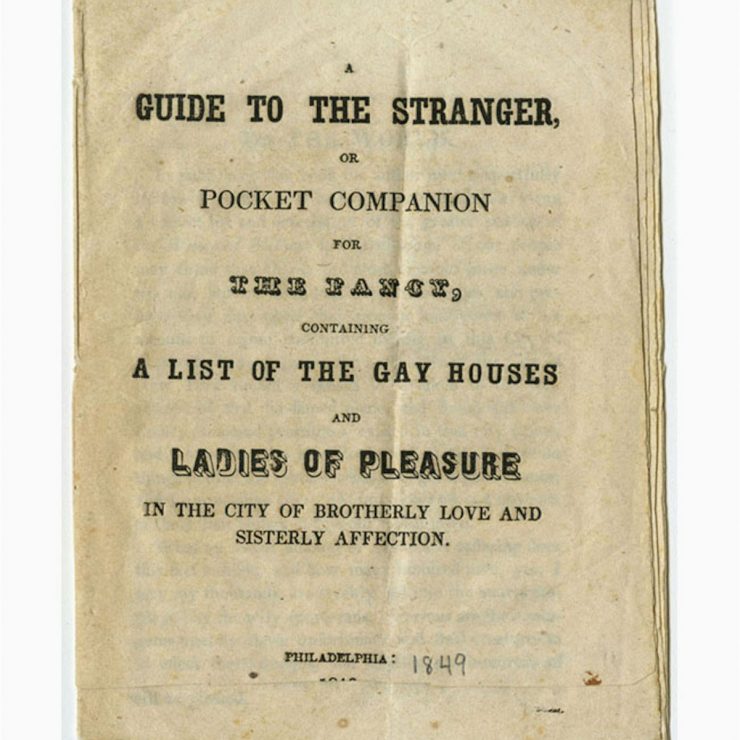 A
GUIDE TO THE STRANGER,
OR
POCKET COMPANION
FOR
THE FANCY,
CONTAINING
A LIST OF THE GAY HOUSES
AND
LADIES OF PLEASURE
IN THE CITY OF BROTHERLY LOVE AND
SISTERLY AFFECTION.
PHILADELPHIA: 1849